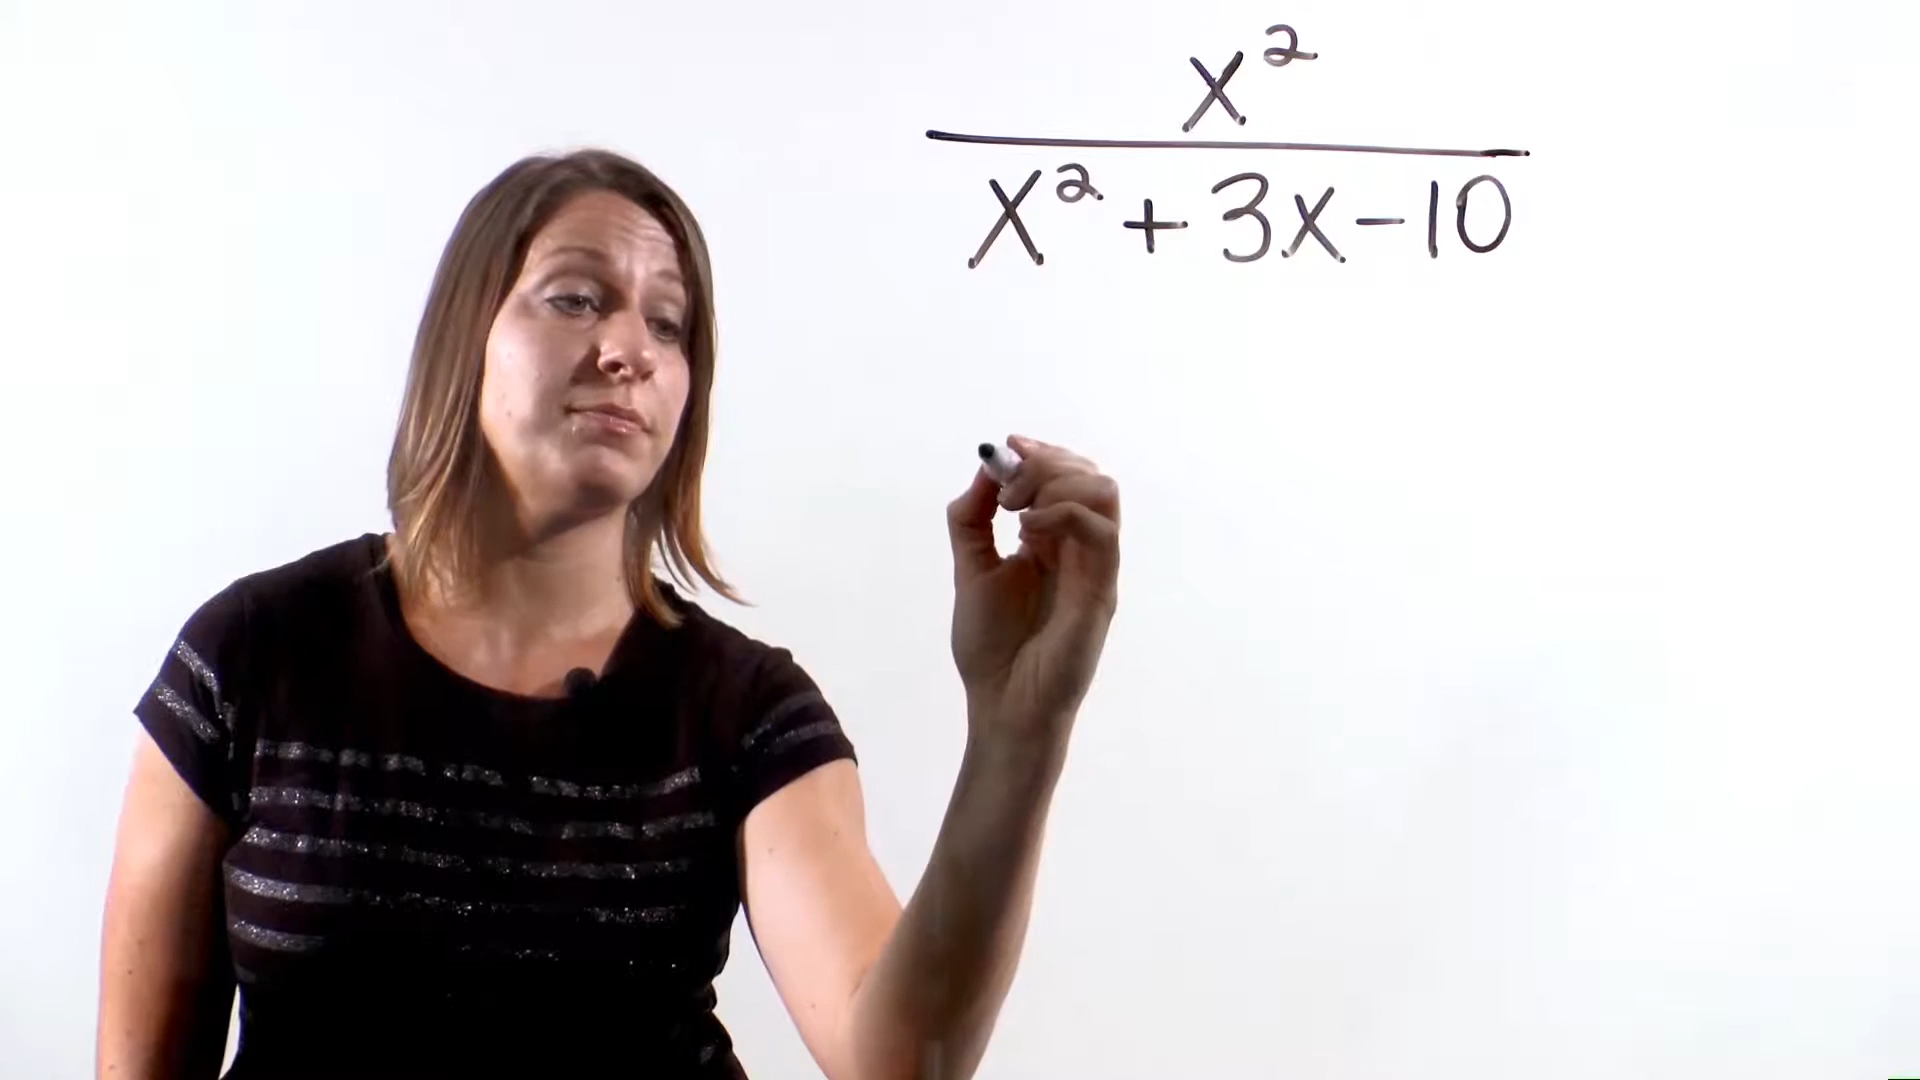 x²
x² + 3x - 10